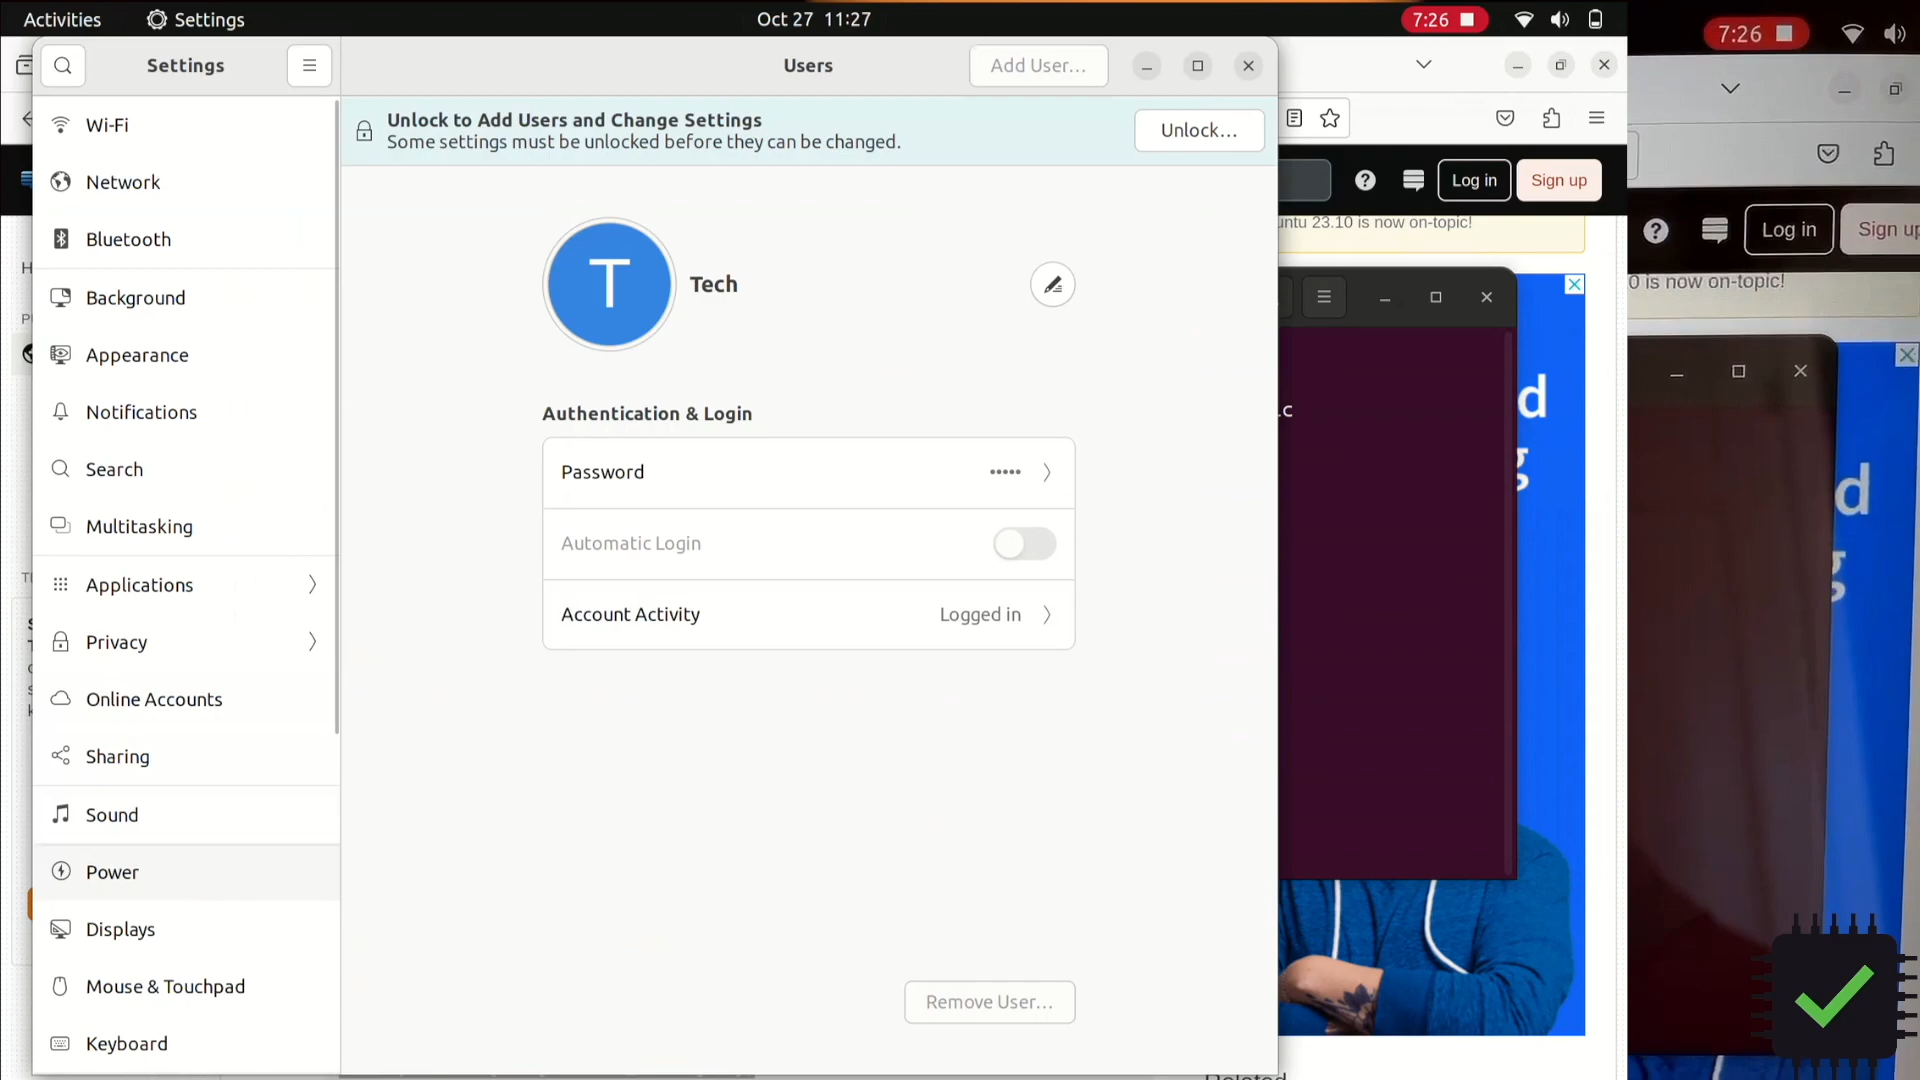 Activities
Settings
Oct 27 11:27
7:26
7:26
Settings
Users
Add User...
Unlock to Add Users and Change Settings
Some settings must be unlocked before they can be changed.
Unlock...
Wi-Fi
Network
Bluetooth
Background
Appearance
Notifications
Search
Multitasking
Applications
Privacy
Online Accounts
Sharing
Sound
Power
Displays
Mouse & Touchpad
Keyboard
T
Tech
Authentication & Login
Password
•••••
Automatic Login
Account Activity
Logged in
Remove User...
Log in
Sign up
Log in
Sign up
untu 23.10 is now on-topic!
0 is now on-topic!
.c
d
g
d
g